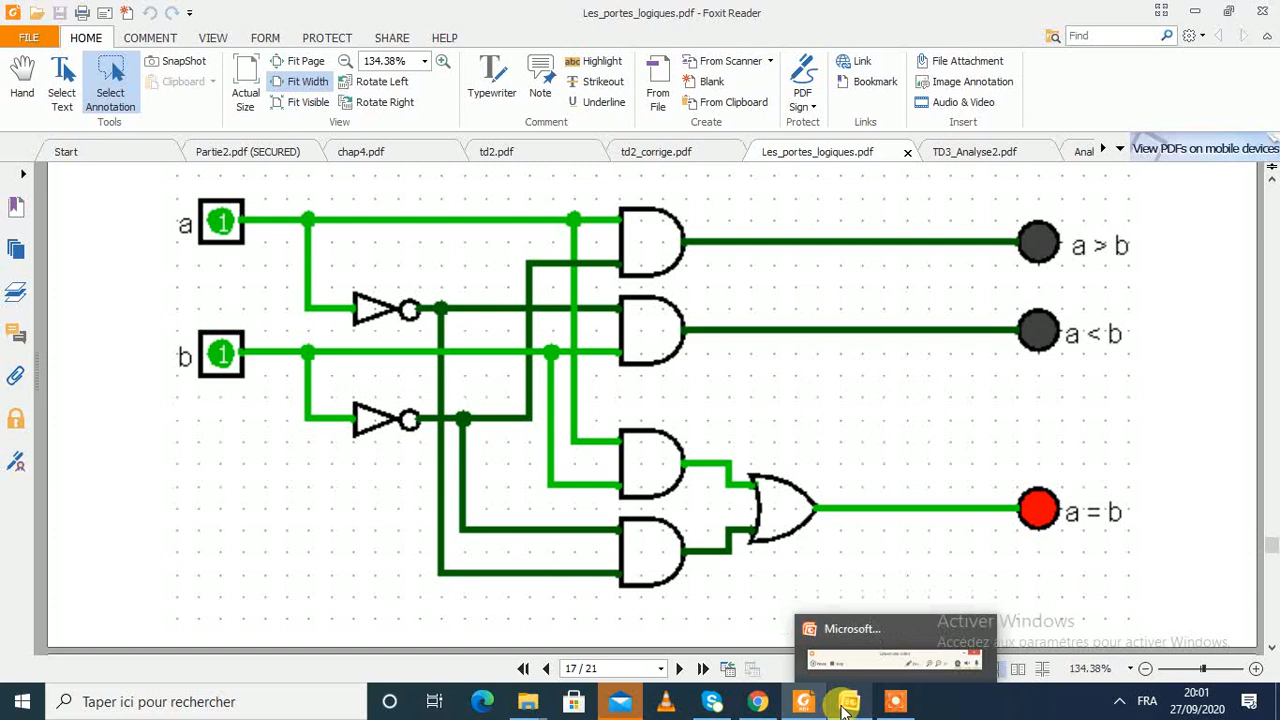 Les_portes_logiques.pdf - Foxit Reader
FILE HOME COMMENT VIEW FORM PROTECT SHARE HELP Find
Hand
Select Text
Select Annotation
SnapShot
Clipboard
Tools
Actual Size
Fit Page
Fit Width
Fit Visible
134.38%
Rotate Left
Rotate Right
View
Typewriter
Note
abc Highlight
Strikeout
Underline
Comment
From File
From Scanner
Blank
From Clipboard
Create
PDF Sign
Protect
Link
Bookmark
Links
File Attachment
Image Annotation
Audio & Video
Insert
Start Partie2.pdf (SECURED) chap4.pdf td2.pdf td2_corrige.pdf Les_portes_logiques.pdf TD3_Analyse2.pdf Anal View PDFs on mobile devices
a 1
a > b
a < b
b 1
a = b
Activer Windows
Accédez aux paramètres pour activer Windows.
Microsoft...
17 / 21 134.38%
Taper ici pour rechercher
PDF
FRA
20:01
27/09/2020